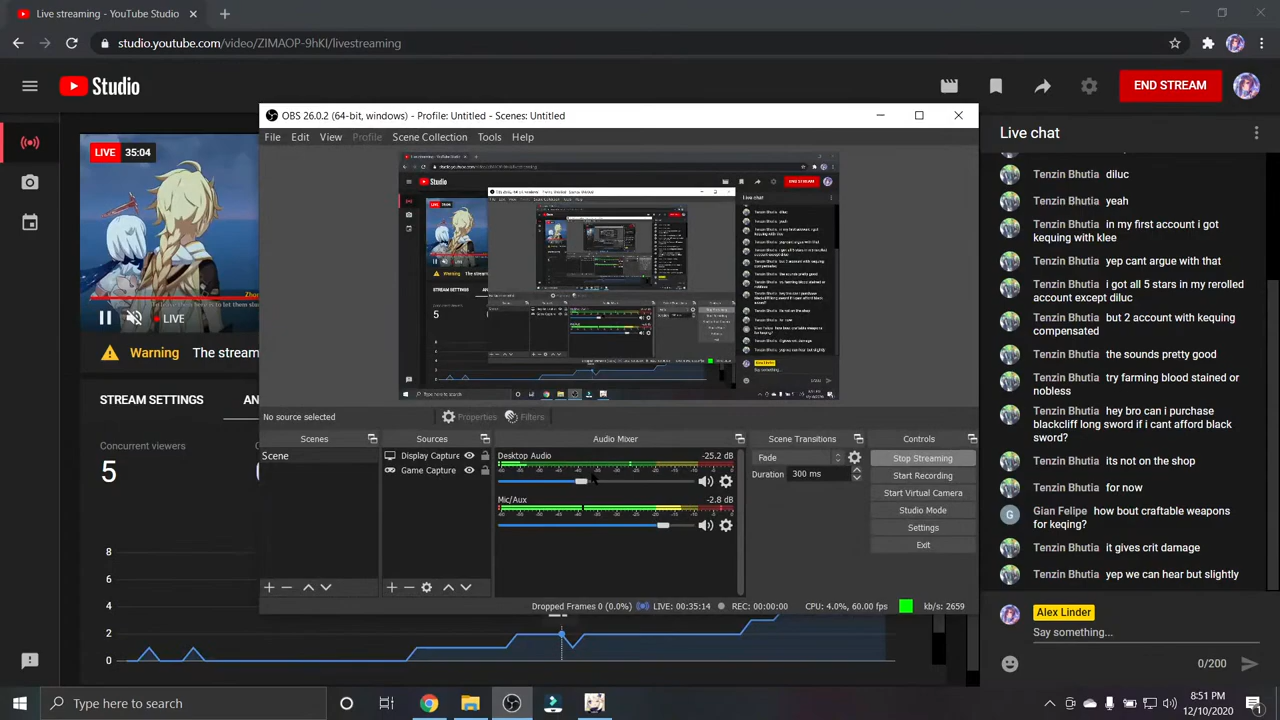 Live streaming - YouTube Studio
studio.youtube.com/video/ZIMAOP-9hKI/livestreaming
Studio
END STREAM
LIVE 35:04
LIVE
Warning The stream
STREAM SETTINGS AN
Concurrent viewers
5
8
6
4
2
0
OBS 26.0.2 (64-bit, windows) - Profile: Untitled - Scenes: Untitled
File Edit View Profile Scene Collection Tools Help
No source selected
Properties Filters
Scenes
Scene
Sources
Display Capture
Game Capture
Audio Mixer
Desktop Audio -25.2 dB
Mic/Aux -2.8 dB
Scene Transitions
Fade
Duration 300 ms
Controls
Stop Streaming
Start Recording
Start Virtual Camera
Studio Mode
Settings
Exit
Dropped Frames 0 (0.0%) LIVE: 00:35:14 REC: 00:00:00 CPU: 4.0%, 60.00 fps kb/s: 2659
Live chat
Tenzin Bhutia diluc
Tenzin Bhutia yeah
Tenzin Bhutia in my first account i got
kequing with jean
Tenzin Bhutia yep cant argue with that
Tenzin Bhutia i got all 5 stars in my main
account except diluc
Tenzin Bhutia but 2 account with kequing
compensated
Tenzin Bhutia the sounds pretty good
Tenzin Bhutia try farming blood stained or
nobless
Tenzin Bhutia hey bro can i purchase
blackcliff long sword if i cant afford black
sword?
Tenzin Bhutia its not on the shop
Tenzin Bhutia for now
Gian Felipe how bout craftable weapons
for keqing?
Tenzin Bhutia it gives crit damage
Tenzin Bhutia yep we can hear but slightly
Alex Linder
Say something...
0/200
Type here to search
8:51 PM
12/10/2020
1